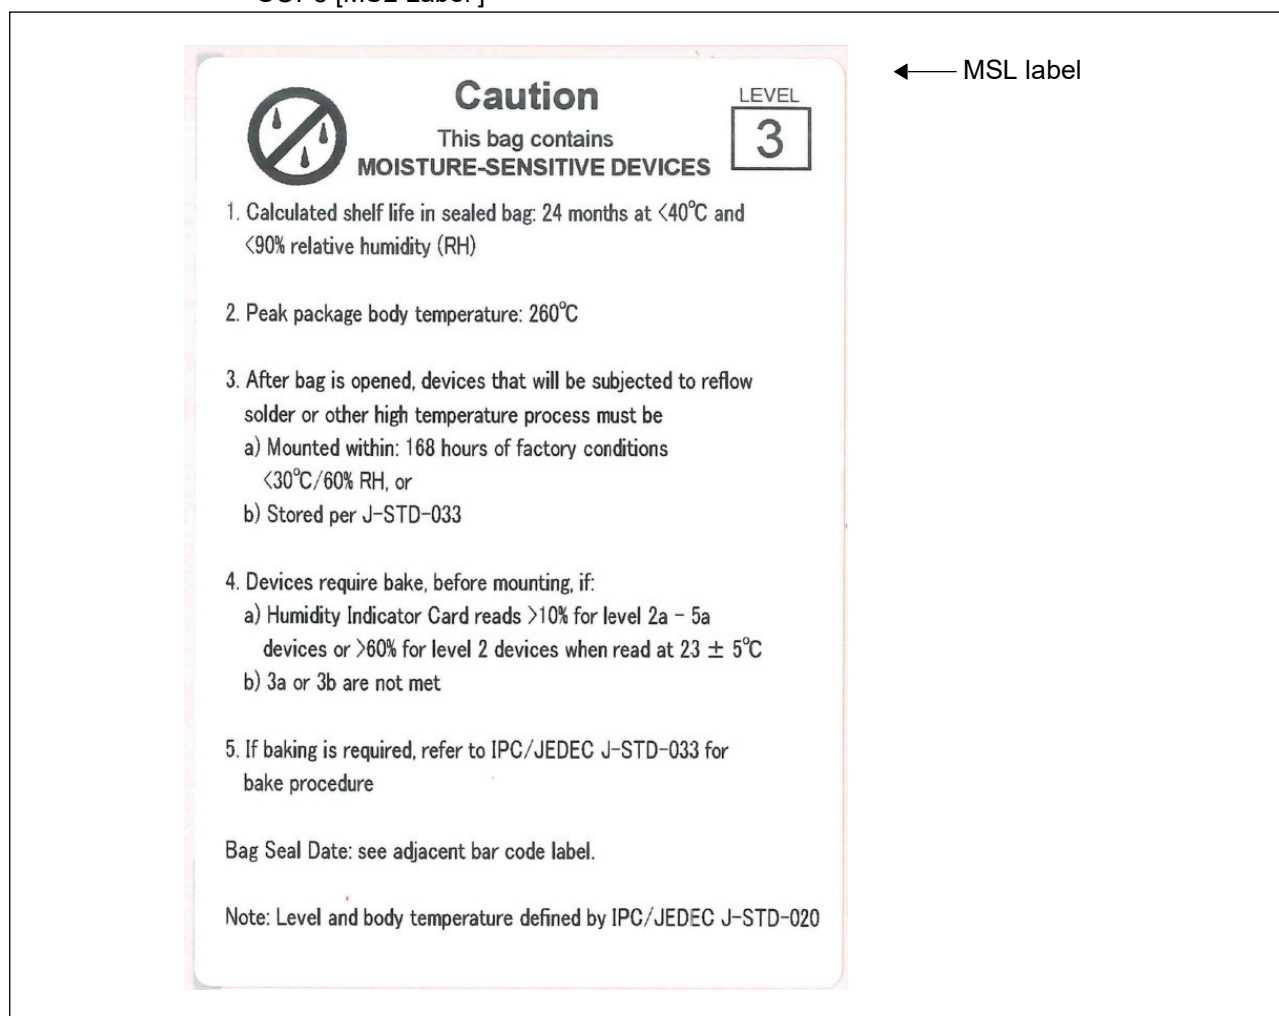 MSL label
Caution
LEVEL
3
This bag contains
MOISTURE-SENSITIVE DEVICES
1. Calculated shelf life in sealed bag: 24 months at <40°C and
<90% relative humidity (RH)
2. Peak package body temperature: 260°C
3. After bag is opened, devices that will be subjected to reflow
solder or other high temperature process must be
a) Mounted within: 168 hours of factory conditions
<30°C/60% RH, or
b) Stored per J-STD-033
4. Devices require bake, before mounting, if:
a) Humidity Indicator Card reads >10% for level 2a - 5a
devices or >60% for level 2 devices when read at 23 ± 5°C
b) 3a or 3b are not met
5. If baking is required, refer to IPC/JEDEC J-STD-033 for
bake procedure
Bag Seal Date: see adjacent bar code label.
Note: Level and body temperature defined by IPC/JEDEC J-STD-020